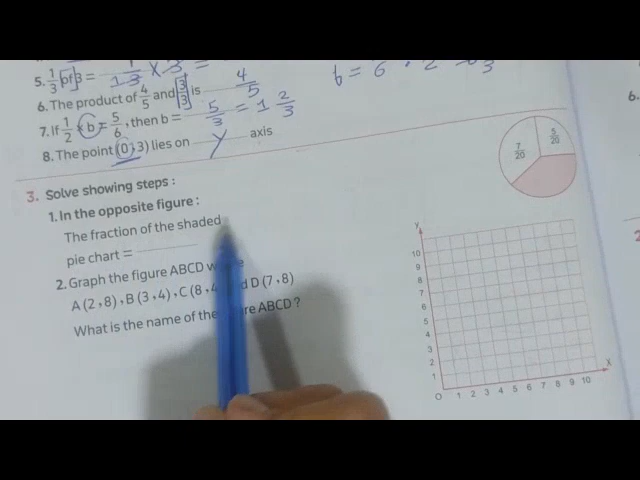 5. 1/3 of 3 = 1/13 × 3 =
6. The product of 4/5 and 3/3 is 4/5
7. If 1/2 × b = 5/6, then b = 5/3 = 1 2/3
8. The point (0,3) lies on y axis
3. Solve showing steps :
1. In the opposite figure :
The fraction of the shaded
pie chart =
7/20 5/20
2. Graph the figure ABCD
A (2,8), B (3,4), C (8,4 D (7,8)
What is the name of the ABCD ?
Y
10
9
8
7
6
5
4
3
2
1
O 1 2 3 4 5 6 7 8 9 10 X
6.